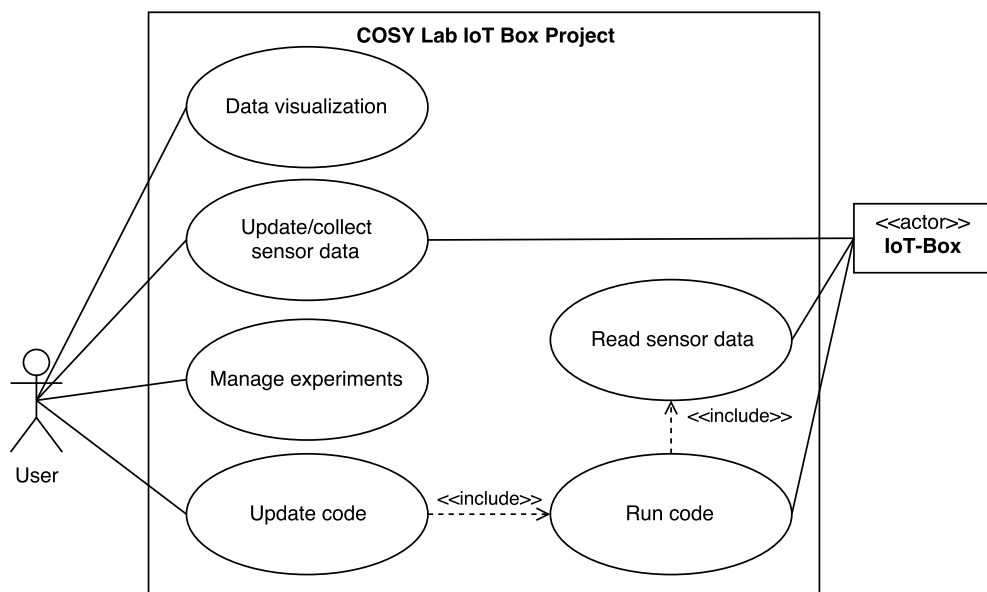 COSY Lab IoT Box Project
Data visualization
Update/collect
sensor data
<<actor>>
IoT-Box
Read sensor data
Manage experiments
<<include>>
User
Update code
<<include>>
Run code